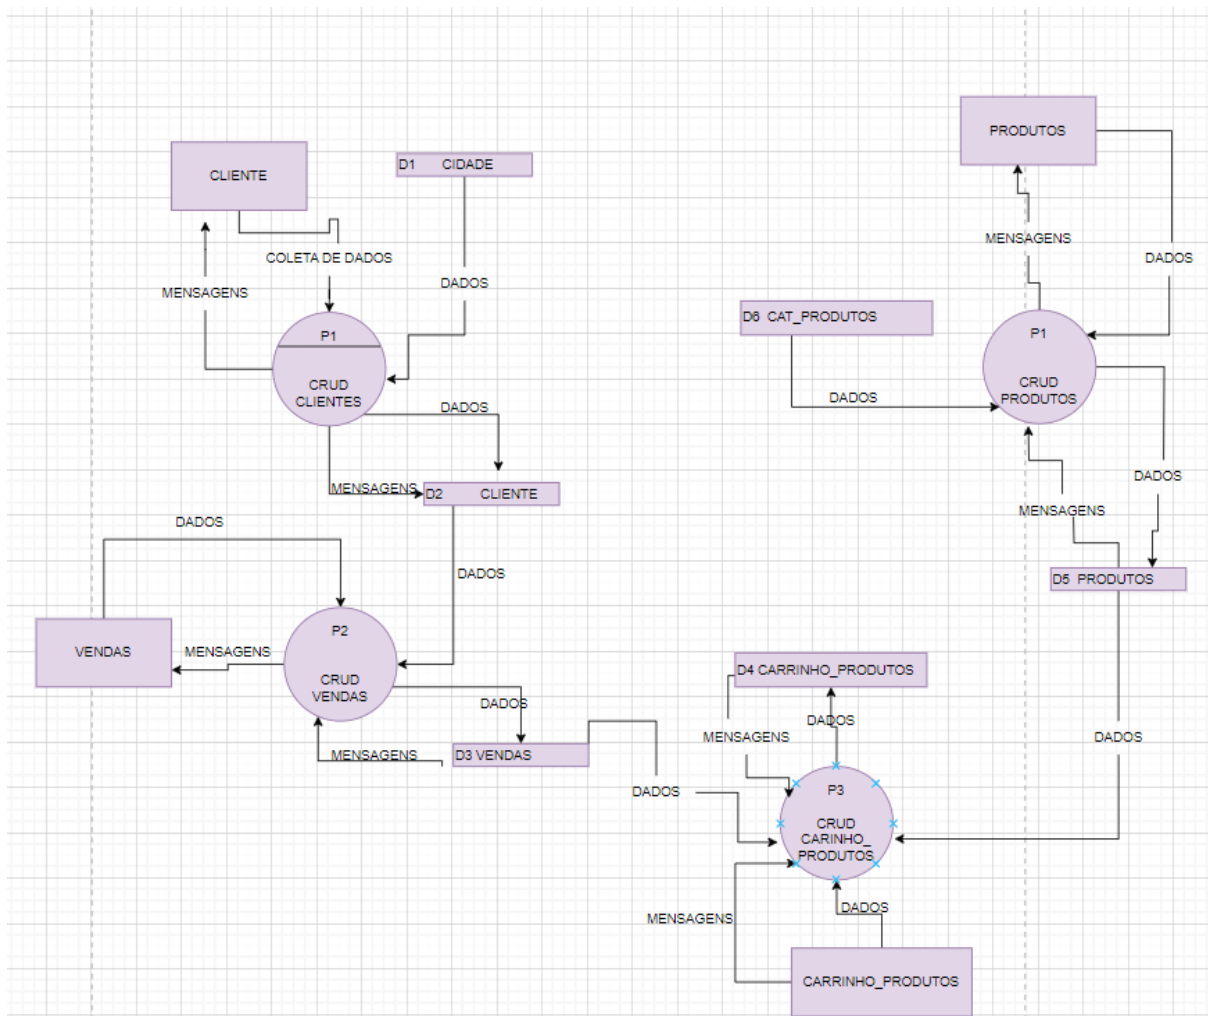 PRODUTOS
CLIENTE
D1 CIDADE
MENSAGENS
COLETA DE DADOS
DADOS
DADOS
MENSAGENS
D6 CAT_PRODUTOS
P1
P1
CRUD
CLIENTES
CRUD
PRODUTOS
DADOS
DADOS
DADOS
MENSAGENS
D2 CLIENTE
MENSAGENS
DADOS
DADOS
D5 PRODUTOS
P2
VENDAS
MENSAGENS
CRUD
VENDAS
D4 CARRINHO_PRODUTOS
DADOS
DADOS
MENSAGENS
DADOS
MENSAGENS
D3 VENDAS
DADOS
P3
CRUD
CARINHO_
PRODUTOS
DADOS
MENSAGENS
CARRINHO_PRODUTOS